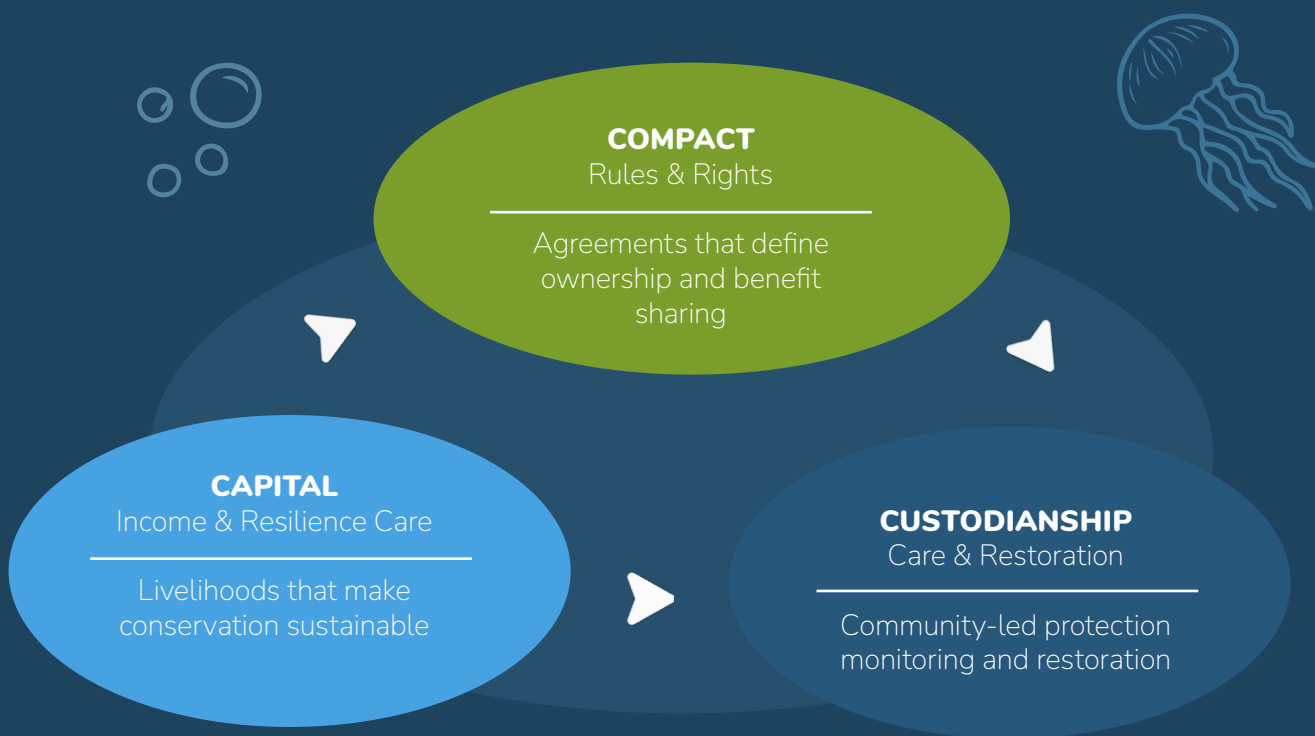 COMPACT
Rules & Rights
Agreements that define
ownership and benefit
sharing
CAPITAL
Income & Resilience Care
Livelihoods that make
conservation sustainable
CUSTODIANSHIP
Care & Restoration
Community-led protection
monitoring and restoration